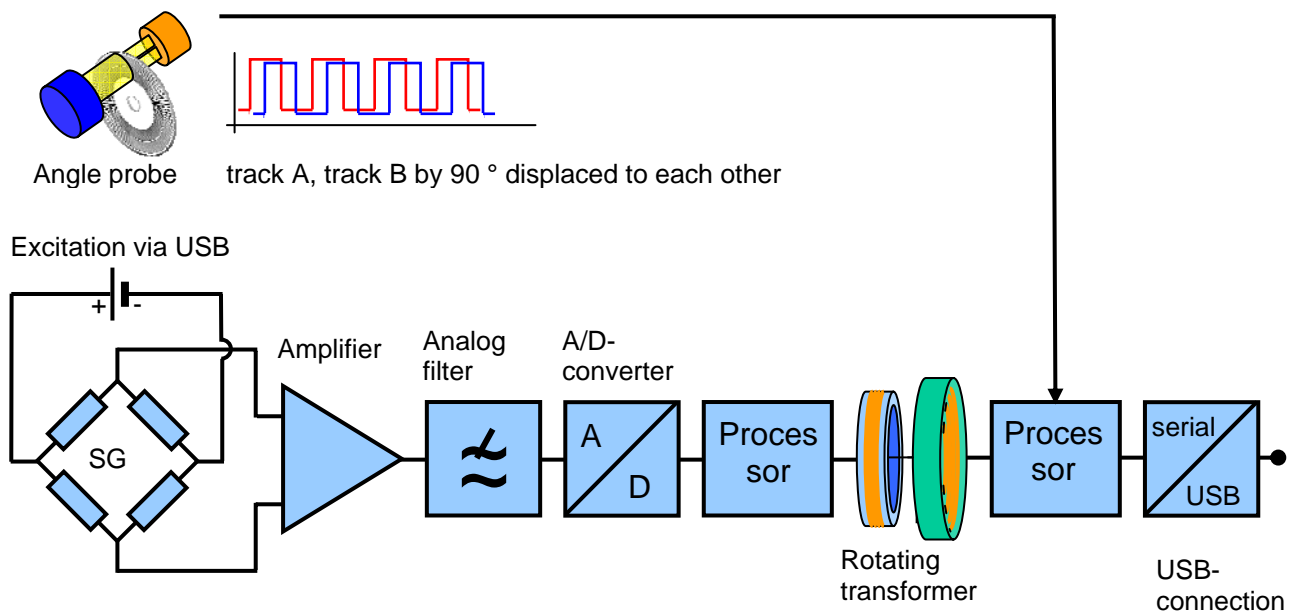 Angle probe
track A, track B by 90 ° displaced to each other
Excitation via USB
+
-
SG
Amplifier
Analog
filter
A/D-
converter
A
D
Proces
sor
Rotating
transformer
Proces
sor
serial
USB
USB-
connection